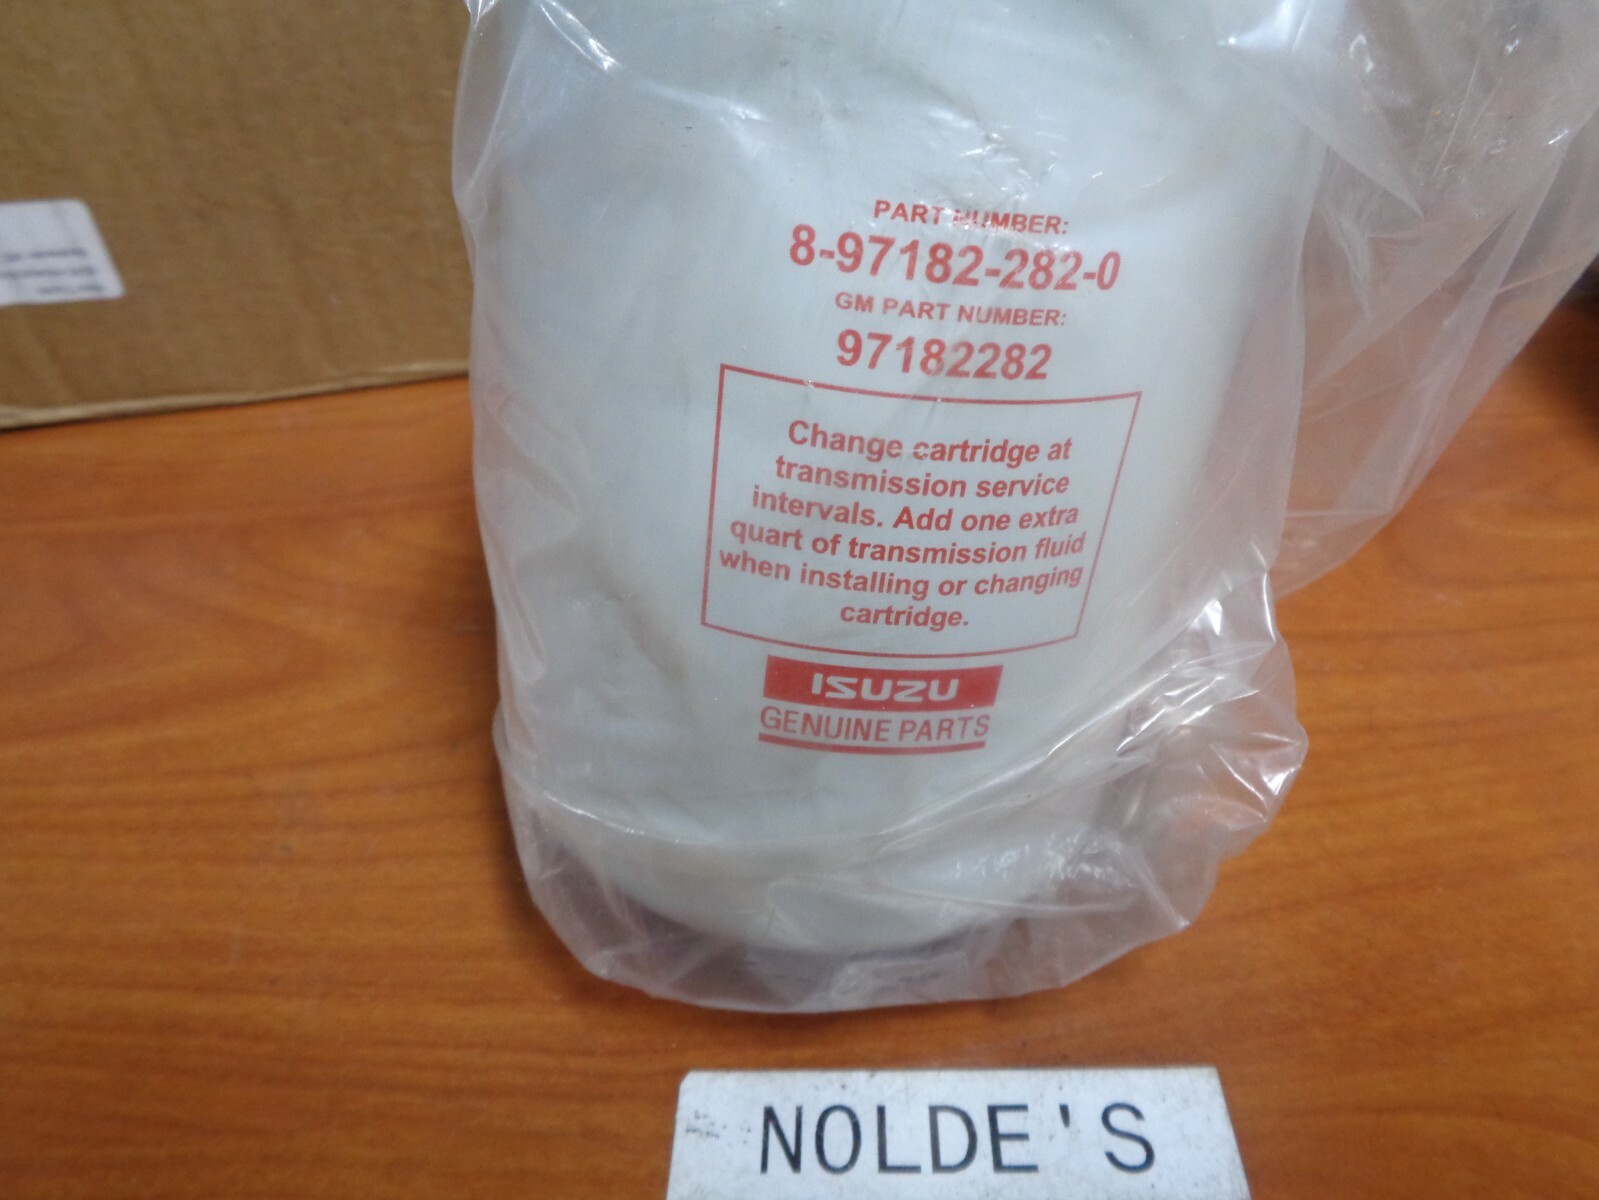 PART NUMBER:
8-97182-282-0
GM PART NUMBER:
97182282
Change cartridge at
transmission service
intervals. Add one extra
quart of transmission fluid
when installing or changing
cartridge.
ISUZU
GENUINE PARTS
NOLDE'S